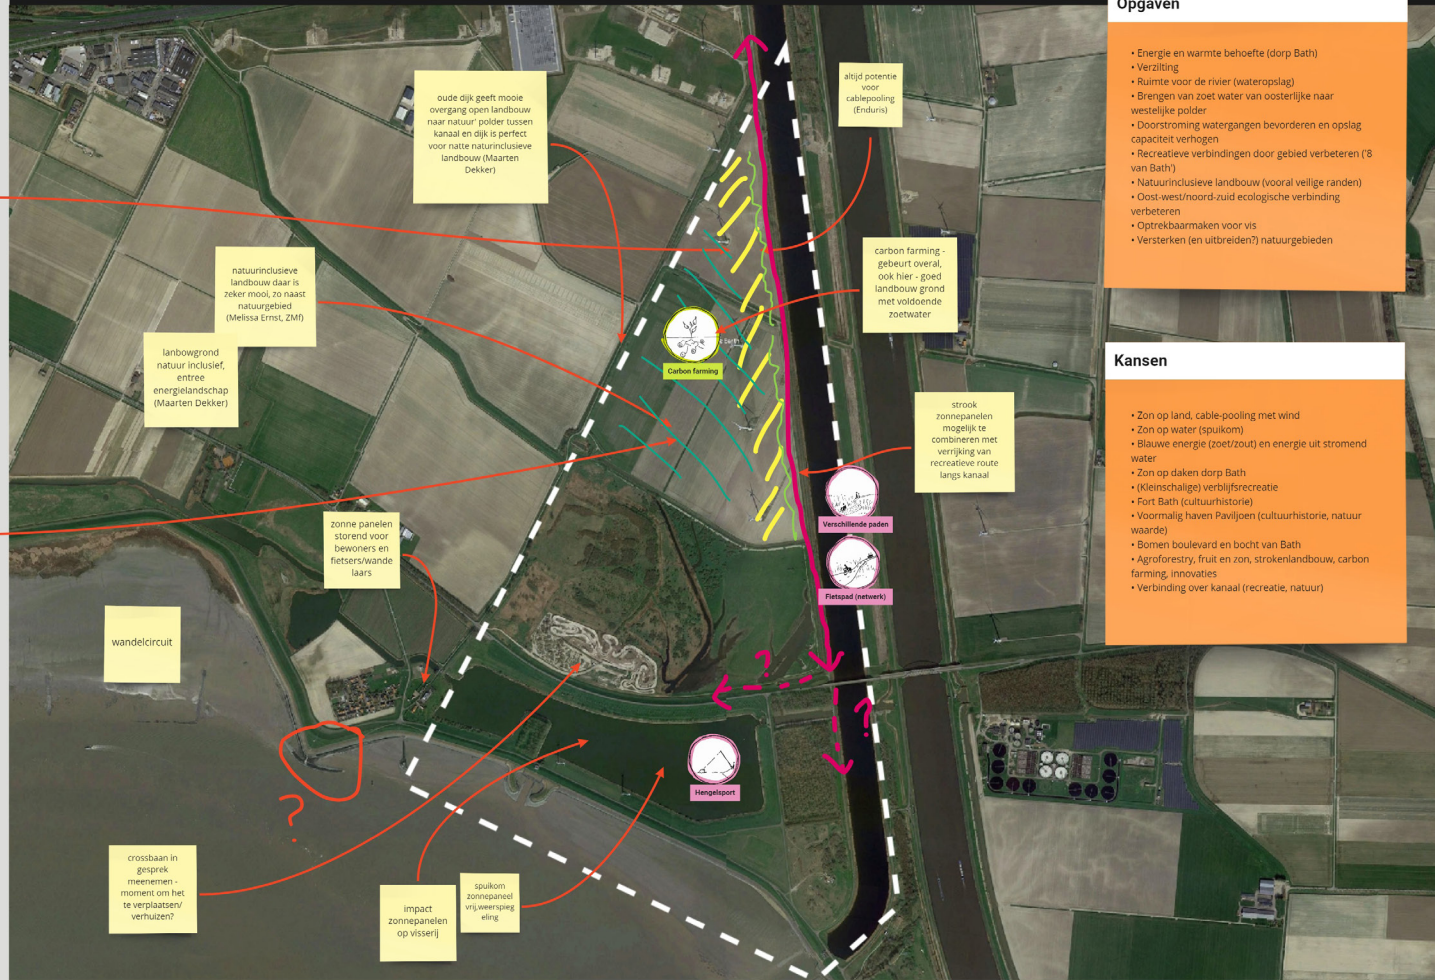 Opgaven
• Energie en warmte behoefte (dorp Bath)
• Verzilting
• Ruimte voor de rivier (wateropslag)
• Brengen van zoet water van oosterlijke naar
westelijke polder
• Doorstroming watergangen bevorderen en opslag
capaciteit verhogen
• Recreatieve verbindingen door gebied verbeteren ('8
van Bath')
• Natuurinclusieve landbouw (vooral veilige randen)
• Oost-west/noord-zuid ecologische verbinding
verbeteren
• Optrekbaarmaken voor vis
• Versterken (en uitbreiden?) natuurgebieden
Kansen
• Zon op land, cable-pooling met wind
• Zon op water (spuikom)
• Blauwe energie (zoet/zout) en energie uit stromend
water
• Zon op daken dorp Bath
• (Kleinschalige) verblijfsrecreatie
• Fort Bath (cultuurhistorie)
• Voormalig haven Paviljoen (cultuurhistorie, natuur
waarde)
• Bomen boulevard en bocht van Bath
• Agroforestry, fruit en zon, strokenlandbouw, carbon
farming, innovaties
• Verbinding over kanaal (recreatie, natuur)
oude dijk geeft mooie
overgang open landbouw
naar natuur' polder tussen
kanaal en dijk is perfect
voor natte naturinclusieve
landbouw (Maarten
Dekker)
altijd potentie
voor
cablepooling
(Enduris)
natuurinclusieve
landbouw daar is
zeker mooi, zo naast
natuurgebied
(Melissa Ernst, ZMf)
carbon farming -
gebeurt overal,
ook hier - goed
landbouw grond
met voldoende
zoetwater
lanbowgrond
natuur inclusief,
entree
energielandschap
(Maarten Dekker)
Carbon farming
strook
zonnepanelen
mogelijk te
combineren met
verrijking van
recreatieve route
langs kanaal
Verschillende paden
Fietspad (netwerk)
zonne panelen
storend voor
bewoners en
fietsers/wande
laars
wandelcircuit
?
?
?
Hengelsport
crossbaan in
gesprek
meenemen -
moment om het
te verplaatsen/
verhuizen?
impact
zonnepanelen
op visserij
spuikom
zonnepaneel
vrij,weerspieg
eling